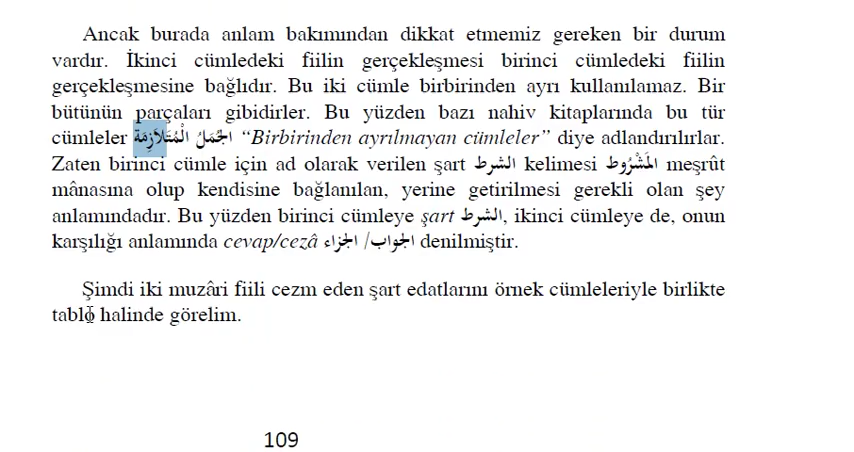 Ancak burada anlam bakımından dikkat etmemiz gereken bir durum
vardır. İkinci cümledeki fiilin gerçekleşmesi birinci cümledeki fiilin
gerçekleşmesine bağlıdır. Bu iki cümle birbirinden ayrı kullanılamaz. Bir
bütünün parçaları gibidirler. Bu yüzden bazı nahiv kitaplarında bu tür
cümleler الجُمَلُ الْمُتَلاَزِمَة “Birbirinden ayrılmayan cümleler” diye adlandırılırlar.
Zaten birinci cümle için ad olarak verilen şart الشرط kelimesi المَشْرُوط meşrût
mânasına olup kendisine bağlanılan, yerine getirilmesi gerekli olan şey
anlamındadır. Bu yüzden birinci cümleye şart الشرط, ikinci cümleye de, onun
karşılığı anlamında cevap/cezâ الجواب/ الجزاء denilmiştir.
Şimdi iki muzâri fiili cezm eden şart edatlarını örnek cümleleriyle birlikte
tablo halinde görelim.
109